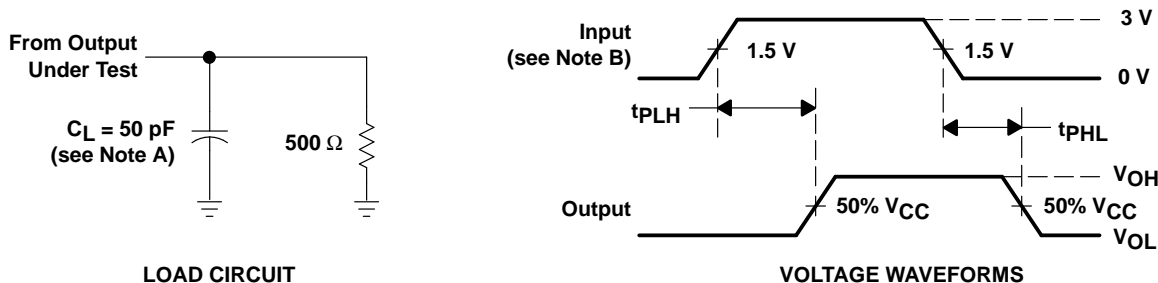 From Output
Under Test
CL = 50 pF
(see Note A)
500 Ω
LOAD CIRCUIT
Input
(see Note B)
1.5 V
1.5 V
3 V
0 V
tPLH
tPHL
Output
50% VCC
50% VCC
VOH
VOL
VOLTAGE WAVEFORMS